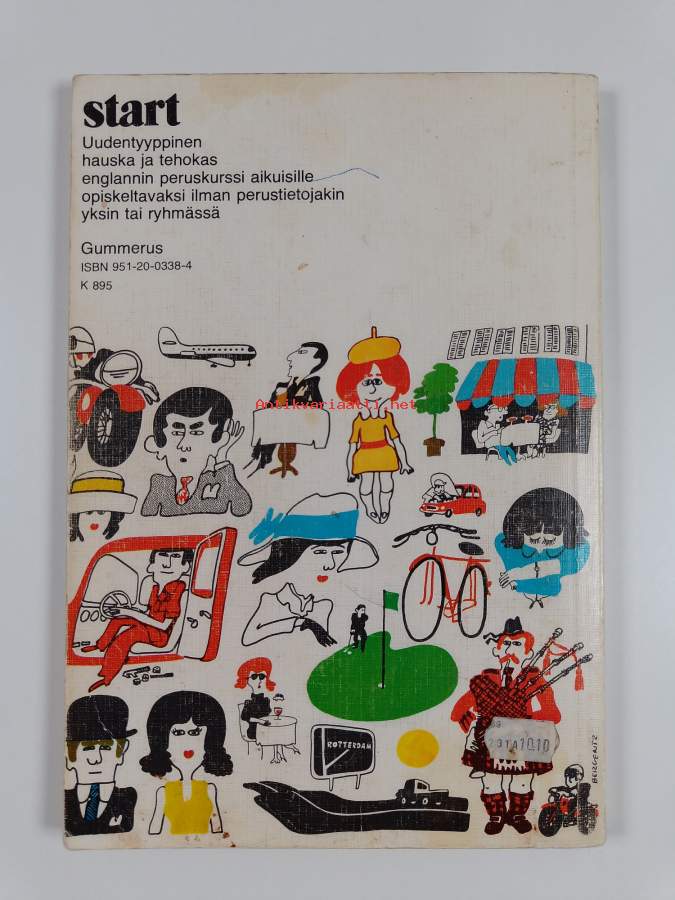 start
Uudentyyppinen
hauska ja tehokas
englannin peruskurssi aikuisille
opiskeltavaksi ilman perustietojakin
yksin tai ryhmässä
Gummerus
ISBN 951-20-0338-4
K 895
Antikvariaatti.net
ROTTERDAM
BERGENTZ